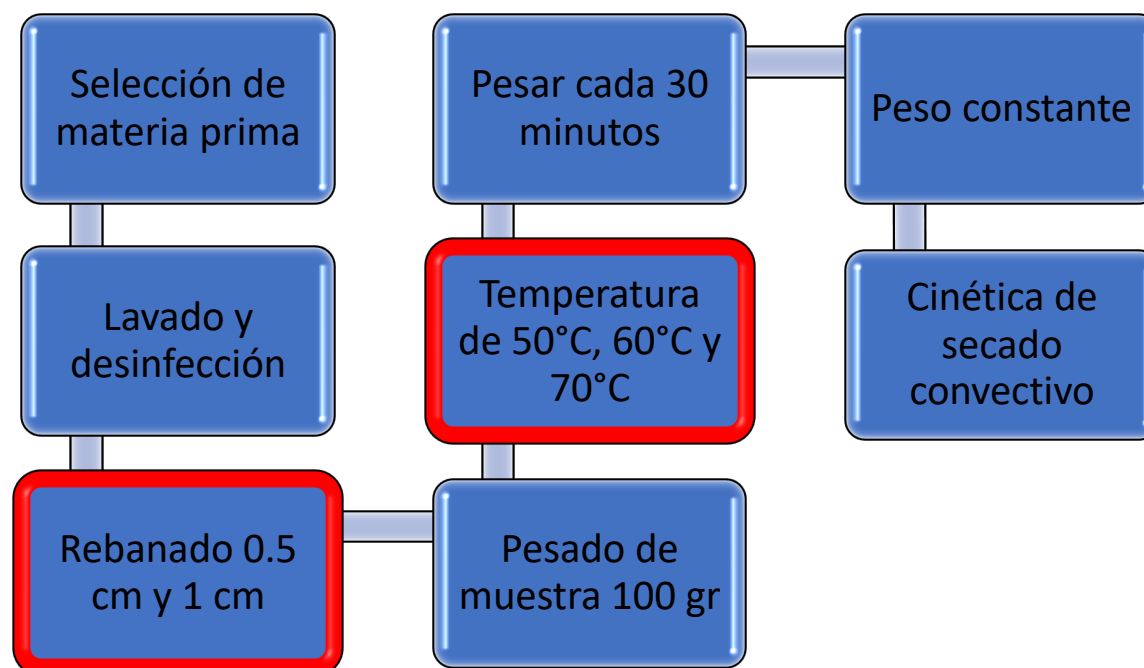 Selección de
materia prima
Lavado y
desinfección
Rebanado 0.5
cm y 1 cm
Pesado de
muestra 100 gr
Temperatura
de 50°C, 60°C y
70°C
Pesar cada 30
minutos
Peso constante
Cinética de
secado
convectivo